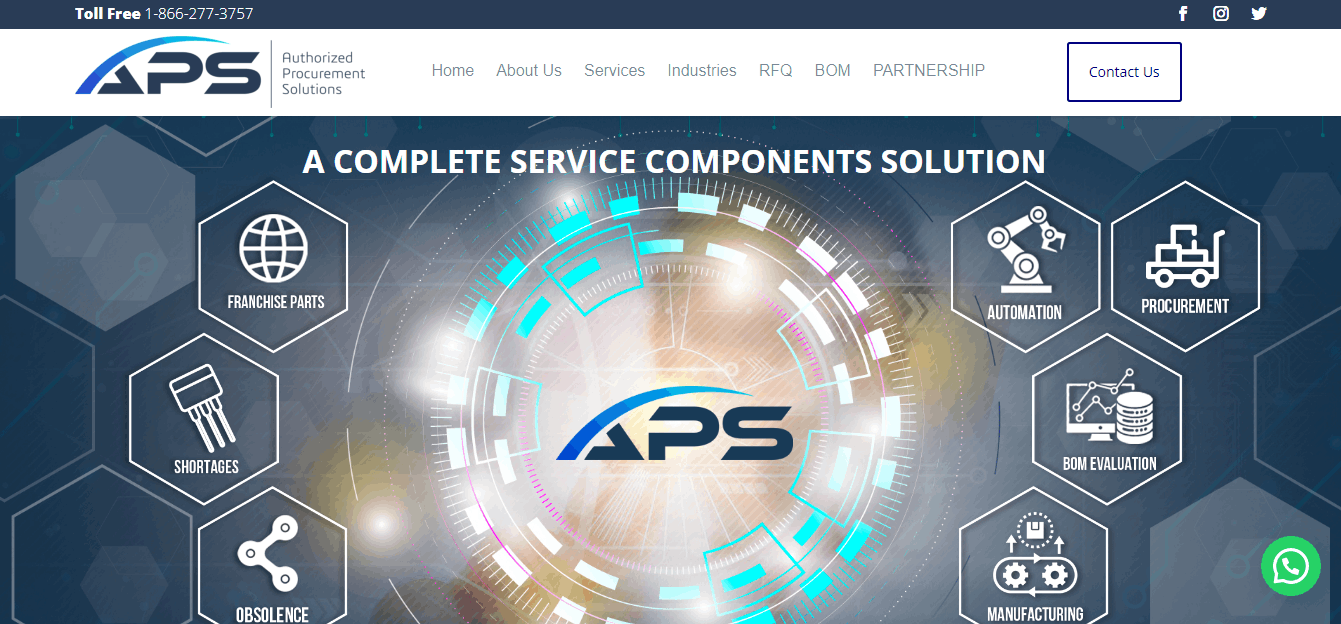 Toll Free 1-866-277-3757
APS
Authorized
Procurement
Solutions
Home About Us Services Industries RFQ BOM PARTNERSHIP
Contact Us
A COMPLETE SERVICE COMPONENTS SOLUTION
FRANCHISE PARTS
AUTOMATION
PROCUREMENT
SHORTAGES
APS
BOM EVALUATION
OBSOLENCE
MANUFACTURING